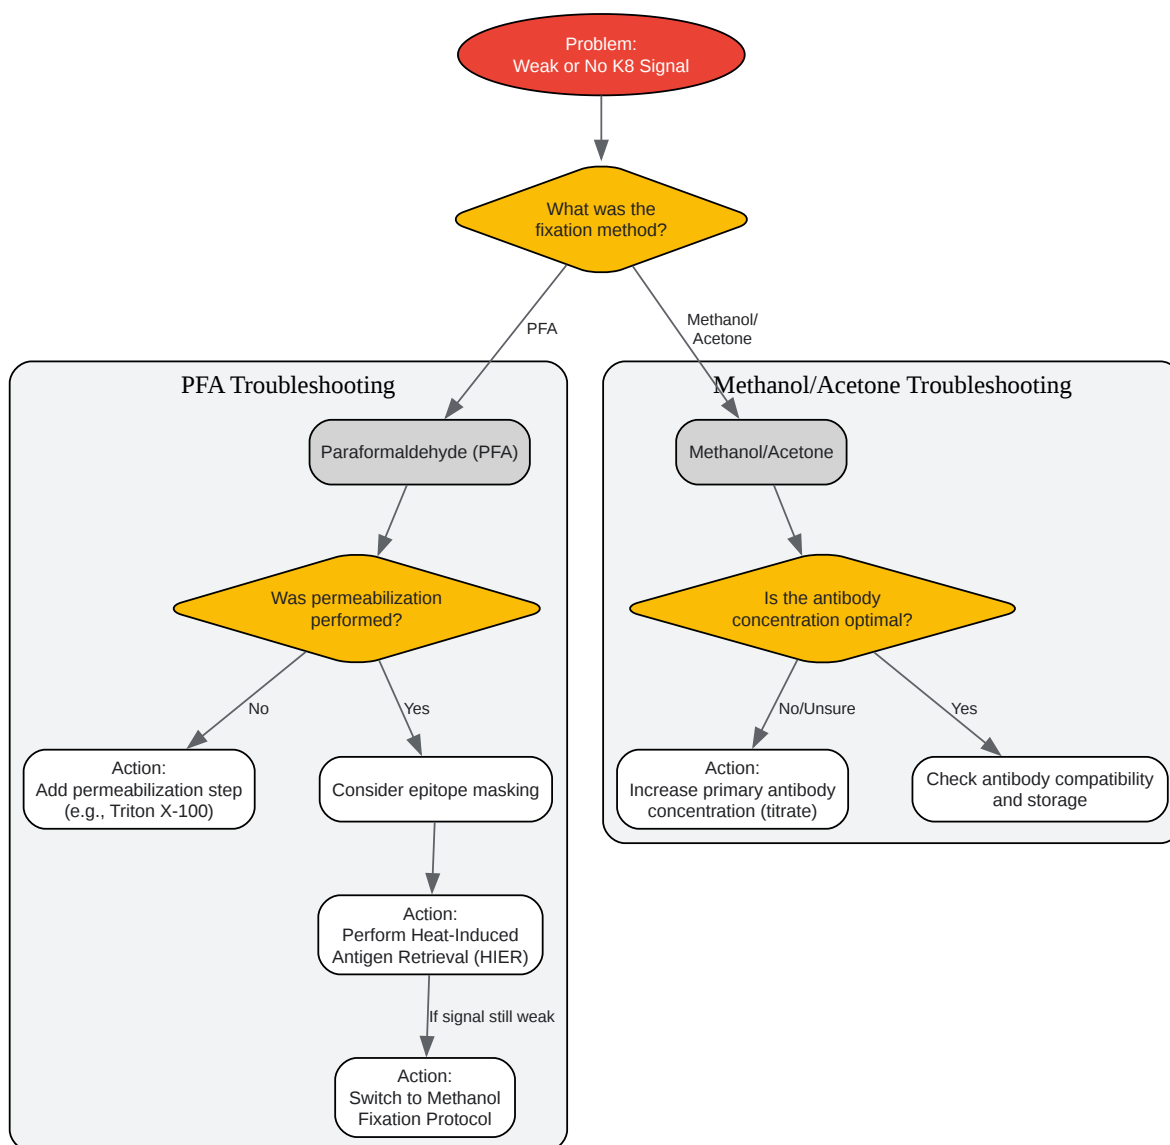 Problem:
Weak or No K8 Signal
What was the
fixation method?
PFA
Methanol/
Acetone
PFA Troubleshooting
Methanol/Acetone Troubleshooting
Paraformaldehyde (PFA)
Methanol/Acetone
Was permeabilization
performed?
Is the antibody
concentration optimal?
No
Yes
No/Unsure
Yes
Action:
Add permeabilization step
(e.g., Triton X-100)
Consider epitope masking
Action:
Increase primary antibody
concentration (titrate)
Check antibody compatibility
and storage
Action:
Perform Heat-Induced
Antigen Retrieval (HIER)
If signal still weak
Action:
Switch to Methanol
Fixation Protocol